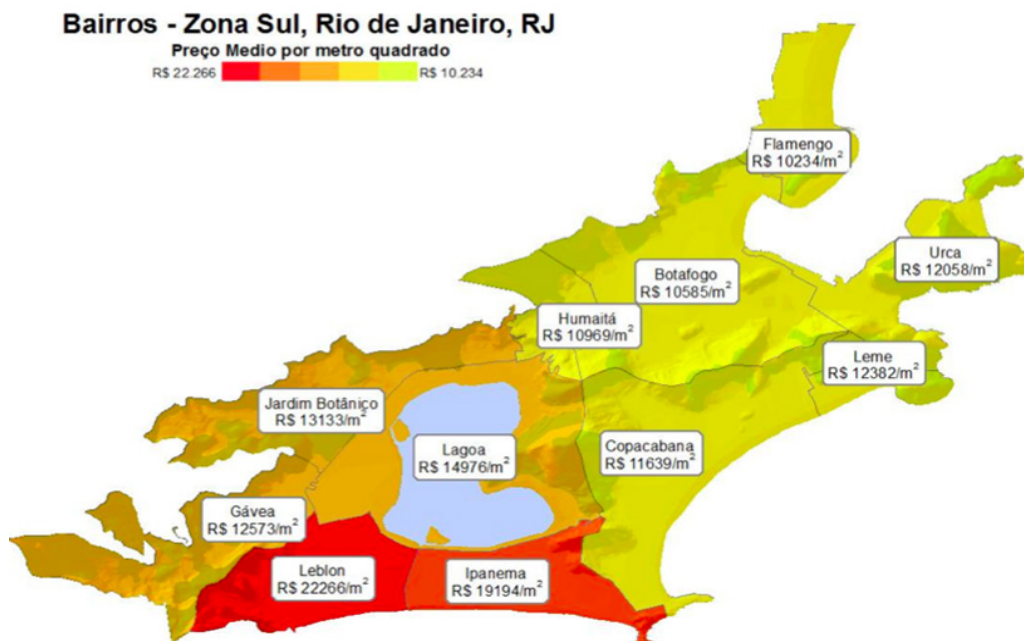 Bairros - Zona Sul, Rio de Janeiro, RJ
Preço Medio por metro quadrado
R$ 22.266 R$ 10.234
Flamengo
R$ 10234/m²
Urca
R$ 12058/m²
Botafogo
R$ 10585/m²
Humaitá
R$ 10969/m²
Leme
R$ 12382/m²
Jardim Botânico
R$ 13133/m²
Lagoa
R$ 14976/m²
Copacabana
R$ 11639/m²
Gávea
R$ 12573/m²
Leblon
R$ 22266/m²
Ipanema
R$ 19194/m²